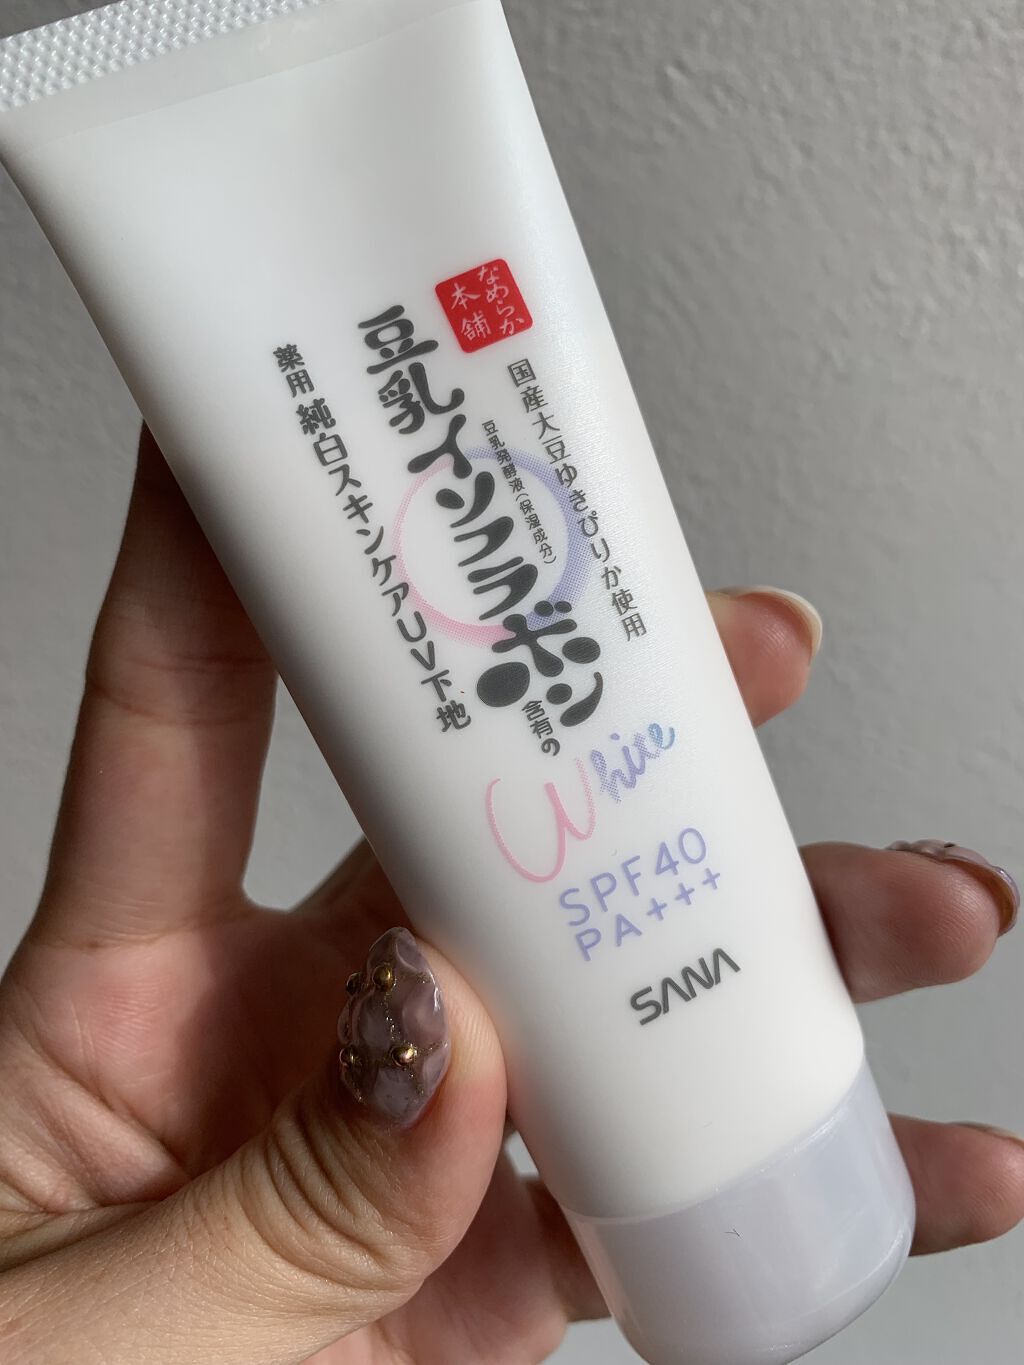 なめらか
本舗
国産大豆ゆきぴりか使用
豆乳発酵液(保湿成分)
豆乳イソフラボン含有の
薬用 純白スキンケアUV下地
White
SPF40
PA+++
SANA